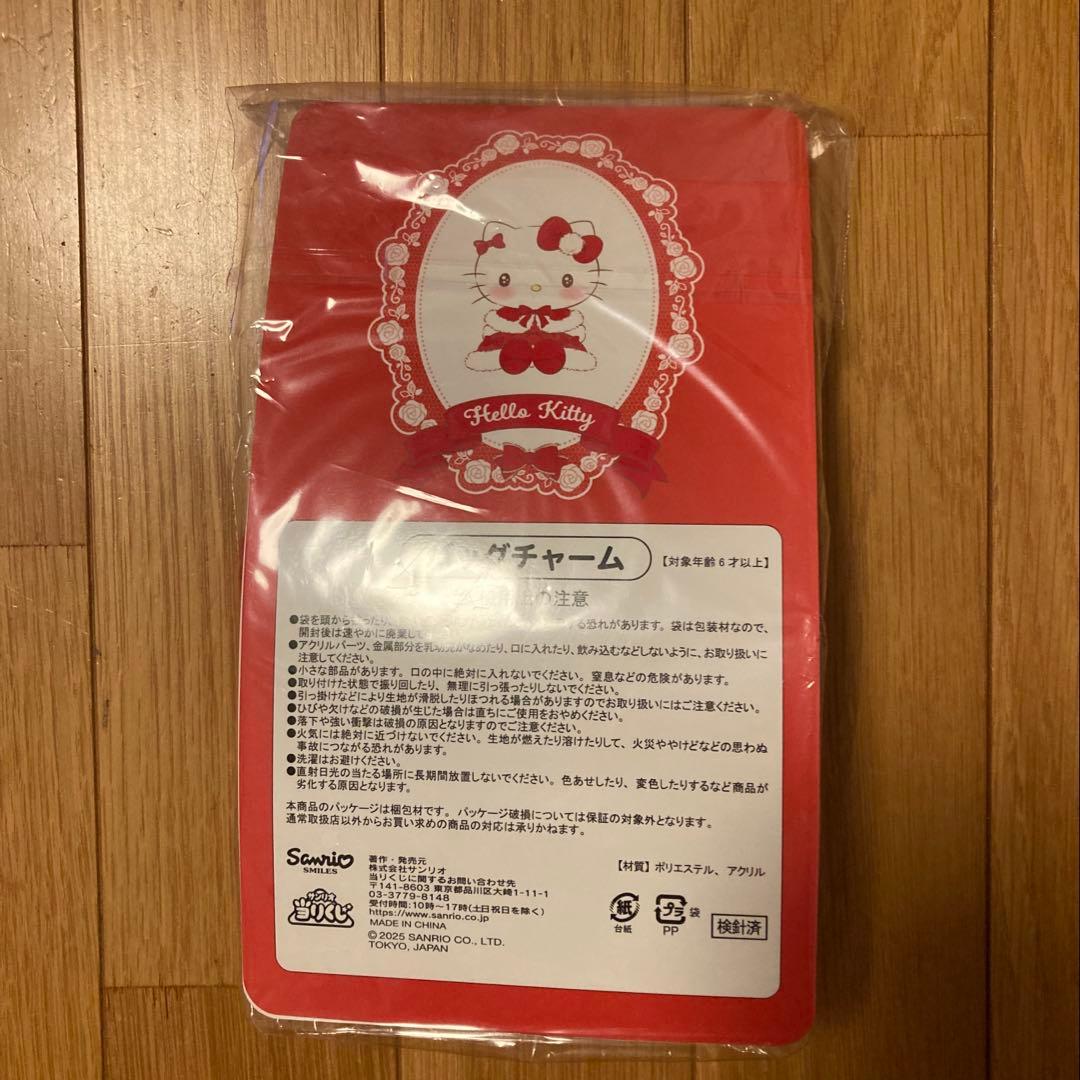 Hello Kitty
グチャーム
【対象年齢6才以上】
の注意
●袋を頭から る恐れがあります。袋は包装材なので、
開封後は速やかに廃棄して
●アクリルパーツ、金属部分を乳幼児がなめたり、口に入れたり、飲み込むなどしないように、お取り扱いに
注意してください。
●小さな部品があります。口の中に絶対に入れないでください。窒息などの危険があります。
●取り付けた状態で振り回したり、無理に引っ張ったりしないでください。
●引っ掛けなどにより生地が滑脱したりほつれる場合がありますのでお取り扱いにはご注意ください。
●ひびや欠けなどの破損が生じた場合は直ちにご使用をおやめください。
●落下や強い衝撃は破損の原因となりますのでご注意ください。
●火気には絶対に近づけないでください。生地が燃えたり溶けたりして、火災ややけどなどの思わぬ
事故につながる恐れがあります。
●洗濯はお避けください。
●直射日光の当たる場所に長期間放置しないでください。色あせしたり、変色したりするなど商品が
劣化する原因となります。
本商品のパッケージは梱包材です。パッケージ破損については保証の対象外となります。
通常取扱店以外からお買い求めの商品の対応は承りかねます。
Sanrio
SMILES
サンリオ
当りくじ
著作・発売元
株式会社サンリオ
当りくじに関するお問い合わせ先
〒141-8603 東京都品川区大崎1-11-1
03-3779-8148
受付時間:10時〜17時(土日祝日を除く)
https://www.sanrio.co.jp
MADE IN CHINA
©2025 SANRIO CO., LTD.
TOKYO, JAPAN
【材質】ポリエステル、アクリル
紙
台紙
プラ
袋
PP
検針済